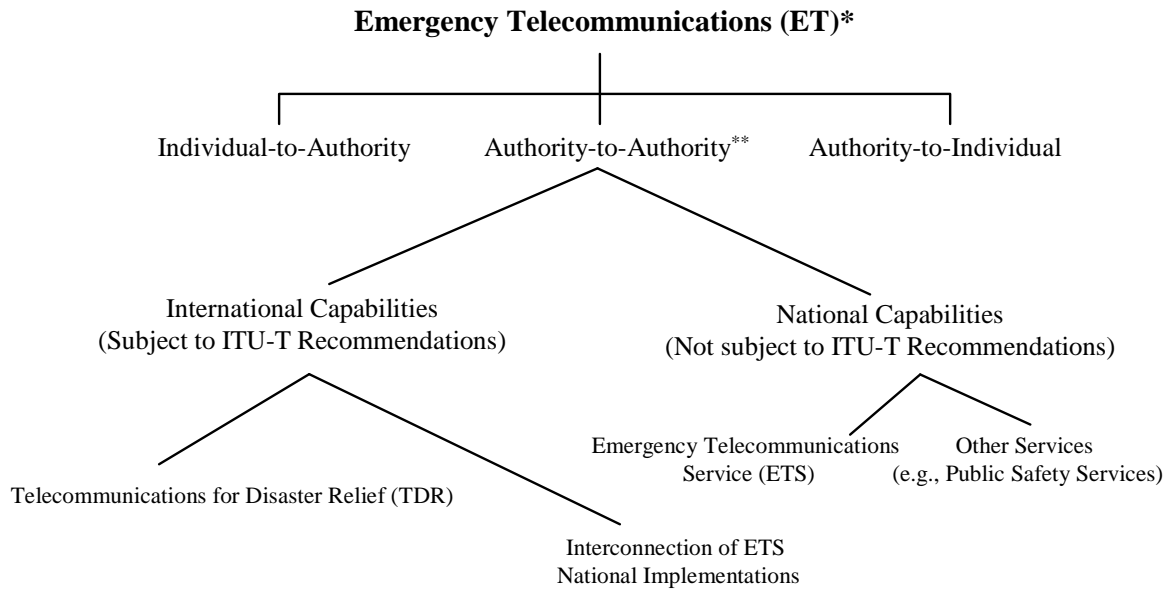 Emergency Telecommunications (ET)*
Individual-to-Authority
Authority-to-Authority**
Authority-to-Individual
International Capabilities
(Subject to ITU-T Recommendations)
National Capabilities
(Not subject to ITU-T Recommendations)
Emergency Telecommunications
Service (ETS)
Other Services
(e.g., Public Safety Services)
Telecommunications for Disaster Relief (TDR)
Interconnection of ETS
National Implementations